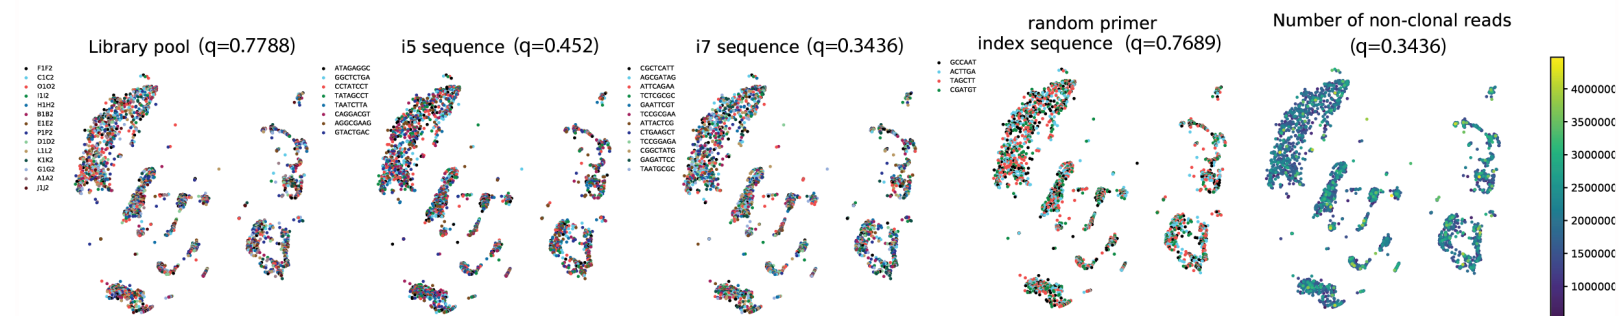 Library pool (q=0.7788)
F1F2
C1C2
O1O2
I1I2
H1H2
B1B2
E1E2
P1P2
D1D2
L1L2
K1K2
G1G2
A1A2
J1J2
i5 sequence (q=0.452)
ATAGAGGC
GGCTCTGA
CCTATCCT
TATAGCCT
TAATCTTA
CAGGACGT
AGGCGAAG
GTACTGAC
i7 sequence (q=0.3436)
CGCTCATT
AGCGATAG
ATTCAGAA
TCTCGCGC
GAATTCGT
TCCGCGAA
ATTACTCG
CTGAAGCT
TCCGGAGA
CGGCTATG
GAGATTCC
TAATGCGC
random primer
index sequence (q=0.7689)
GCCAAT
ACTTGA
TAGCTT
CGATGT
Number of non-clonal reads
(q=0.3436)
4000000
3500000
3000000
2500000
2000000
1500000
1000000